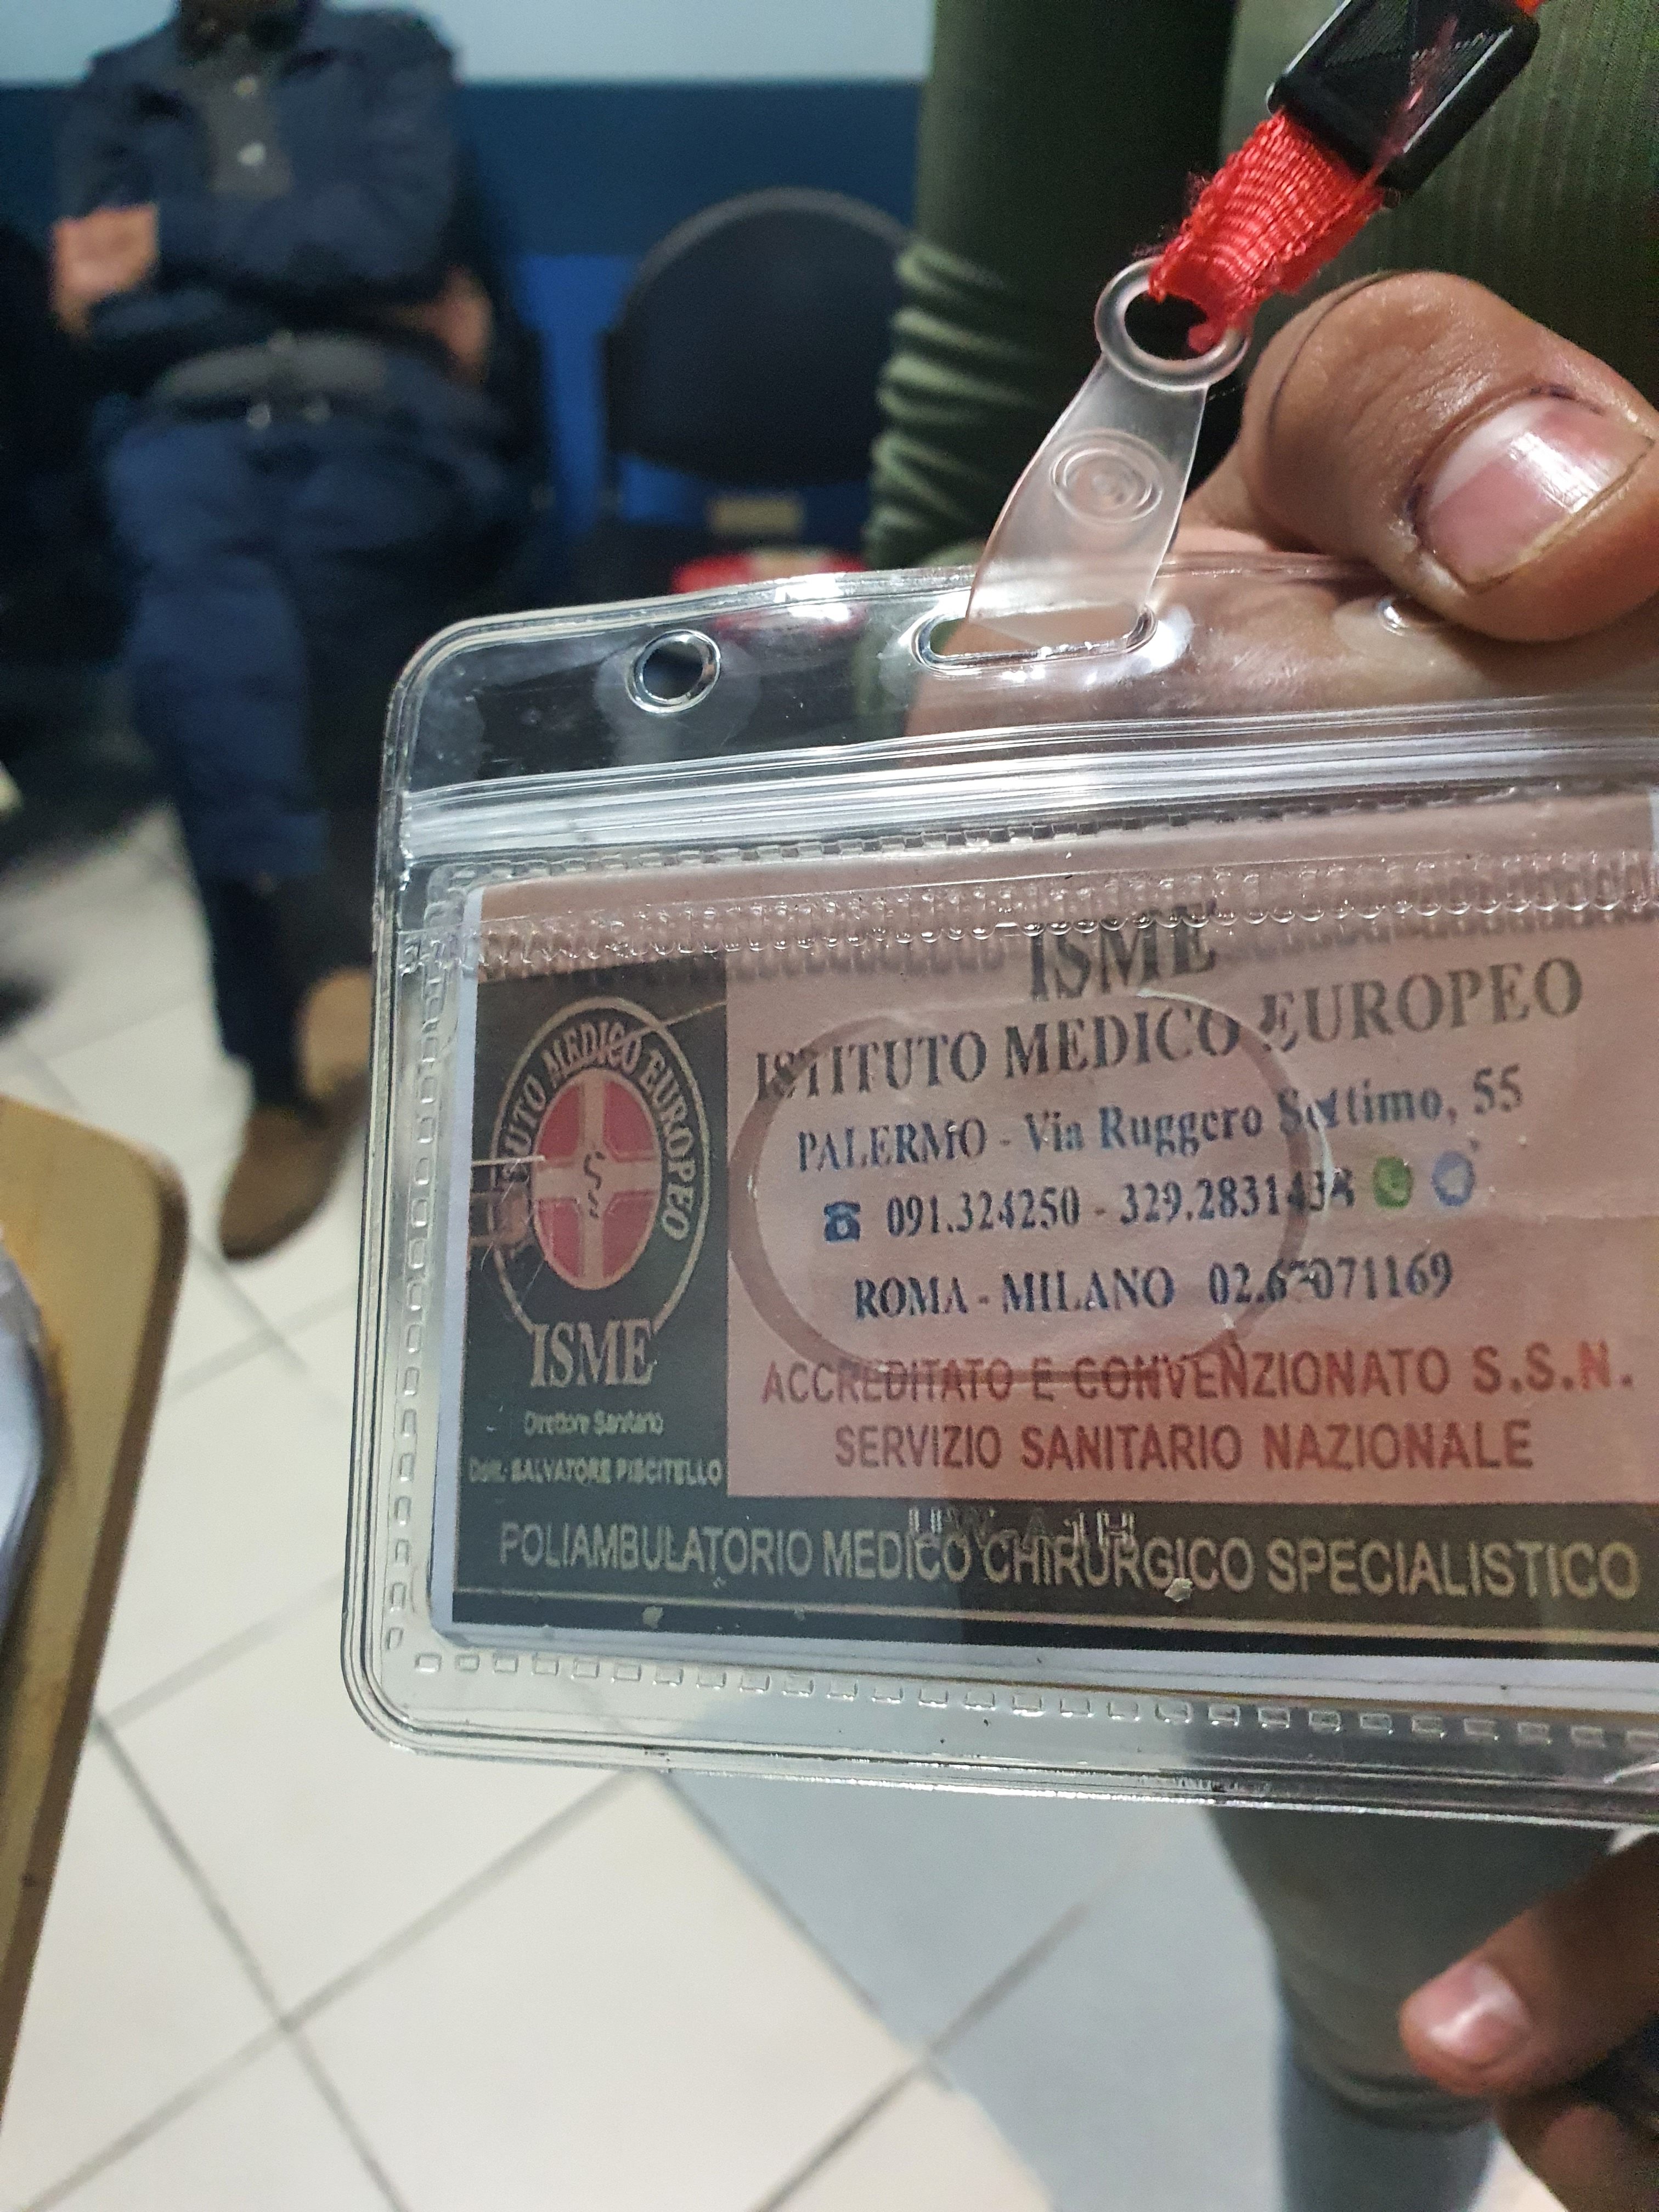 ISTITUTO MEDICO EUROPEO
ISME
Direttore Sanitario
Dott. SALVATORE PISCITELLO
ISME
ISTITUTO MEDICO EUROPEO
PALERMO - Via Ruggero Settimo, 55
091.324250 - 329.2831434
ROMA - MILANO 02.67071169
ACCREDITATO E CONVENZIONATO S.S.N.
SERVIZIO SANITARIO NAZIONALE
POLIAMBULATORIO MEDICO CHIRURGICO SPECIALISTICO